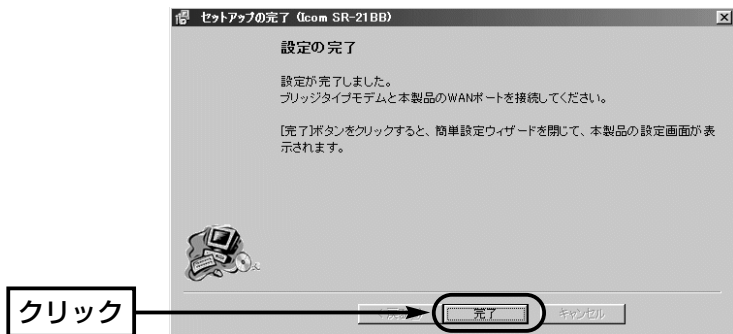 セットアップの完了 (Icom SR-21BB)
設定の完了
設定が完了しました。
ブリッジタイプモデムと本製品のWANポートを接続してください。
[完了]ボタンをクリックすると、簡単設定ウィザードを閉じて、本製品の設定画面が表
示されます。
クリック
完了
キャンセル